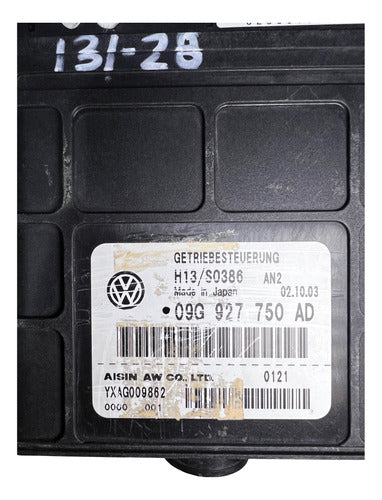 131-28
GETRIEBESTEUERUNG
H13/S0386 AN2
Made in Japan 02.10.03
•09G 927 750 AD
AISIN AW CO., LTD. 0121
YXAG009862
0000 001